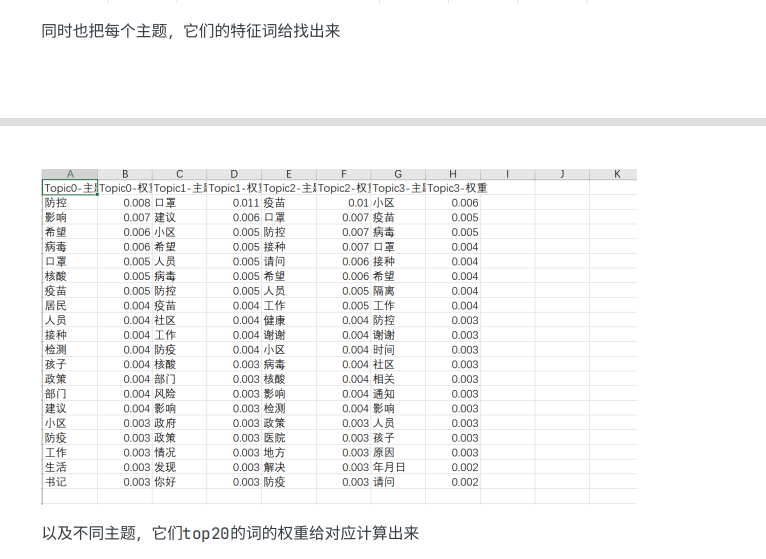 同时也把每个主题，它们的特征词给找出来
A B C D E F G H I J K
Topic0-主题 Topic0-权重 Topic1-主题 Topic1-权重 Topic2-主题 Topic2-权重 Topic3-主题 Topic3-权重
防控 0.008 口罩 0.011 疫苗 0.01 小区 0.006
影响 0.007 建议 0.006 口罩 0.007 疫苗 0.005
希望 0.006 小区 0.005 防控 0.007 病毒 0.005
病毒 0.006 希望 0.005 接种 0.007 口罩 0.004
口罩 0.005 人员 0.005 请问 0.006 接种 0.004
核酸 0.005 病毒 0.005 希望 0.006 希望 0.004
疫苗 0.005 防控 0.005 人员 0.005 隔离 0.004
居民 0.004 疫苗 0.004 工作 0.005 工作 0.004
人员 0.004 社区 0.004 健康 0.004 防控 0.003
接种 0.004 工作 0.004 谢谢 0.004 谢谢 0.003
检测 0.004 防疫 0.004 小区 0.004 时间 0.003
孩子 0.004 核酸 0.003 病毒 0.004 社区 0.003
政策 0.004 部门 0.003 核酸 0.004 相关 0.003
部门 0.004 风险 0.003 影响 0.004 通知 0.003
建议 0.004 影响 0.003 检测 0.004 影响 0.003
小区 0.003 政府 0.003 政策 0.003 人员 0.003
防疫 0.003 政策 0.003 医院 0.003 孩子 0.003
工作 0.003 情况 0.003 地方 0.003 原因 0.003
生活 0.003 发现 0.003 解决 0.003 年月日 0.002
书记 0.003 你好 0.003 防疫 0.003 请问 0.002
以及不同主题，它们top20的词的权重给对应计算出来